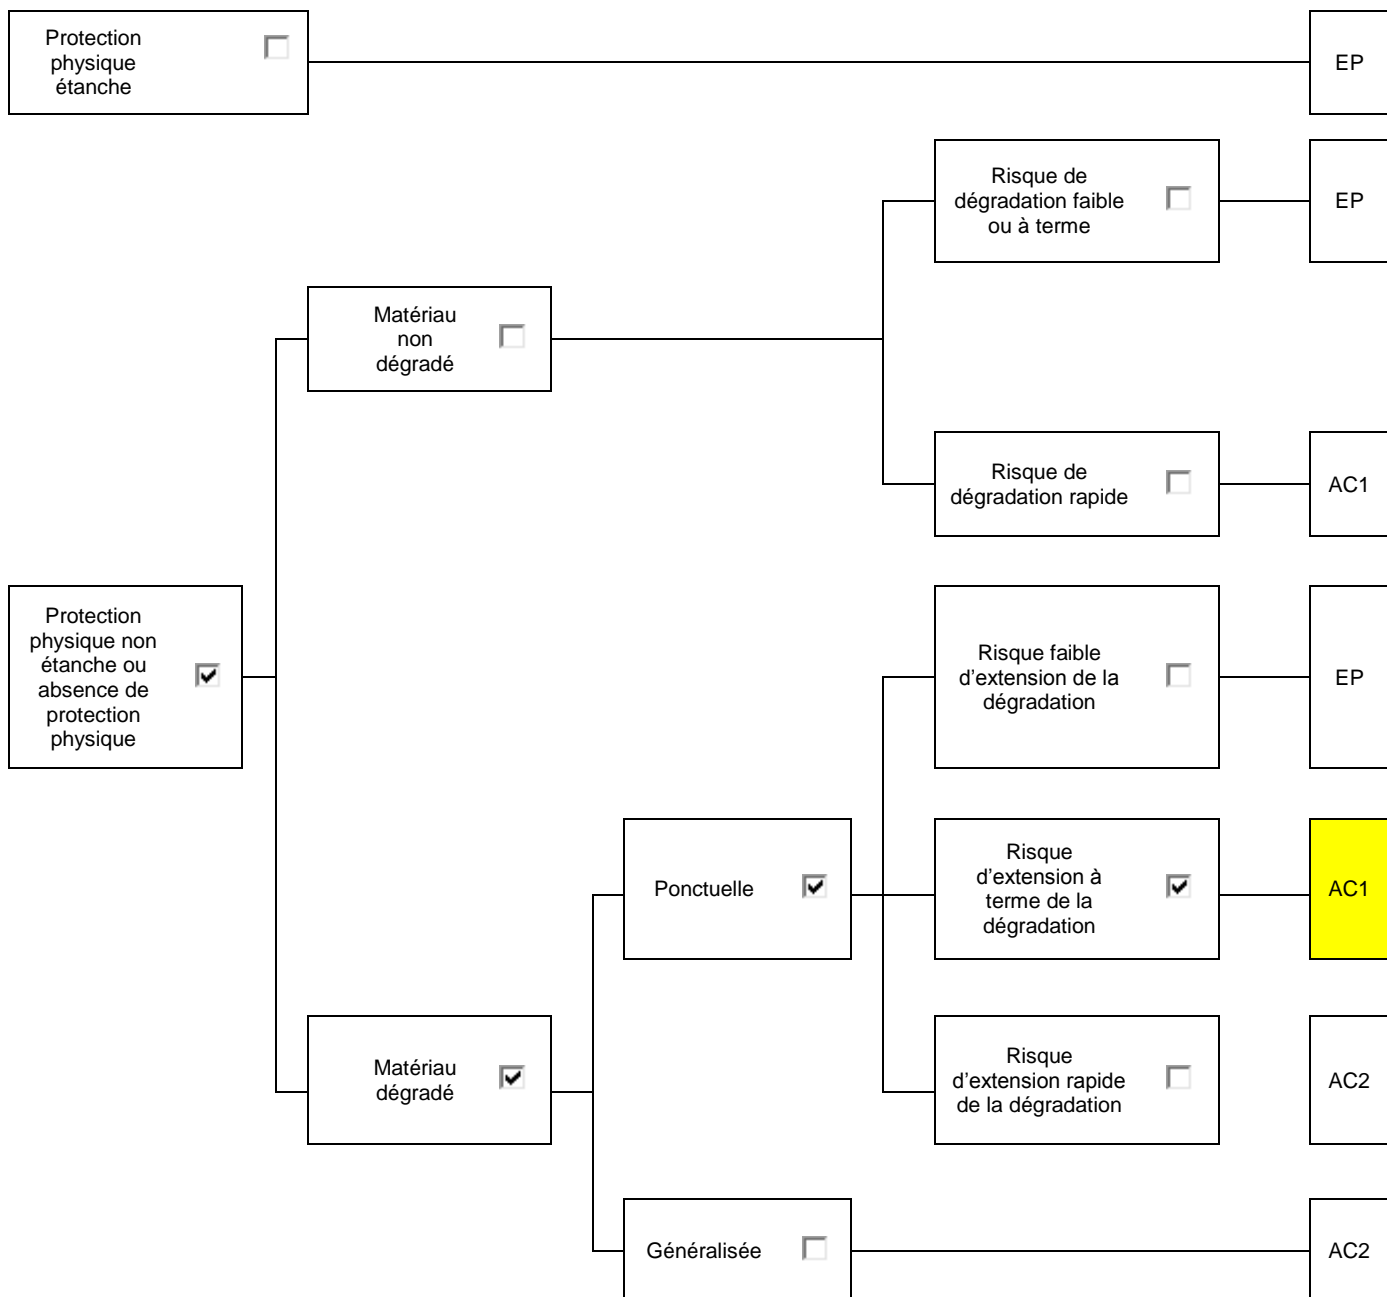 Protection
physique
étanche
EP
Risque de
dégradation faible
ou à terme
EP
Matériau
non
dégradé
Risque de
dégradation rapide
AC1
Protection
physique non
étanche ou
absence de
protection
physique
Risque faible
d'extension de la
dégradation
EP
Ponctuelle
Risque
d'extension à
terme de la
dégradation
AC1
Matériau
dégradé
Risque
d'extension rapide
de la dégradation
AC2
Généralisée
AC2